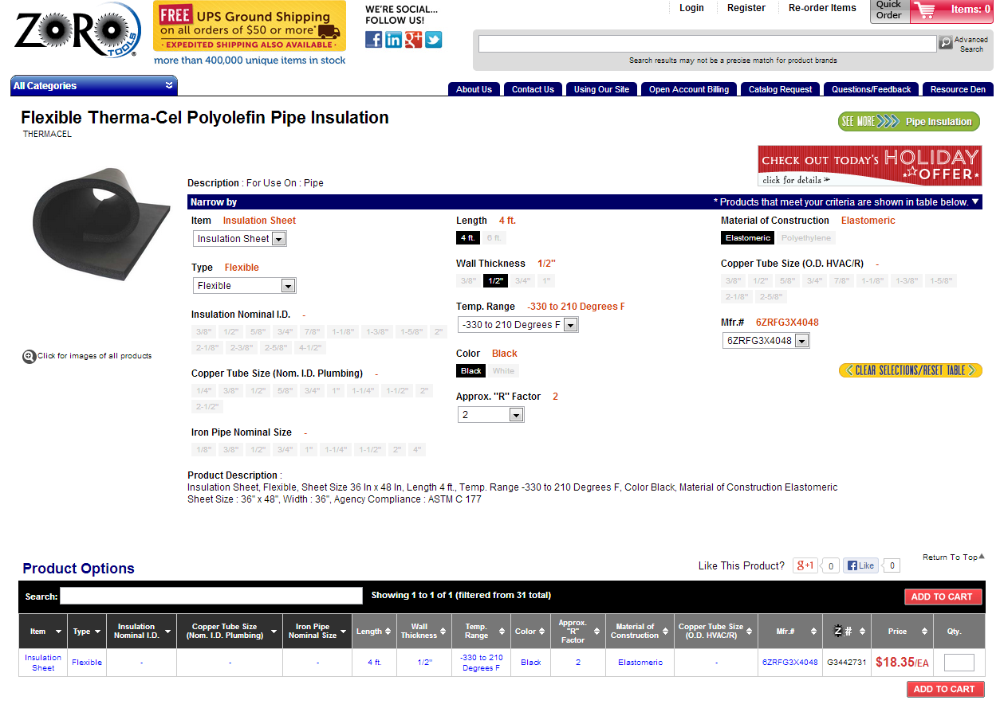 ZORO
TOOLS®
FREE UPS Ground Shipping
on all orders of $50 or more*
• EXPEDITED SHIPPING ALSO AVAILABLE •
more than 400,000 unique items in stock
WE'RE SOCIAL...
FOLLOW US!
Login
Register
Re-order Items
Quick
Order
Items: 0
Advanced
Search
Search results may not be a precise match for product brands
All Categories
About Us
Contact Us
Using Our Site
Open Account Billing
Catalog Request
Questions/Feedback
Resource Den
Flexible Therma-Cel Polyolefin Pipe Insulation
THERMACEL
SEE MORE >>> Pipe Insulation
CHECK OUT TODAY'S HOLIDAY
OFFER
click for details
Description : For Use On : Pipe
Narrow by
* Products that meet your criteria are shown in table below. ▼
Item Insulation Sheet
Insulation Sheet
Type Flexible
Flexible
Insulation Nominal I.D. -
3/8" 1/2" 5/8" 3/4" 7/8" 1-1/8" 1-3/8" 1-5/8" 2"
2-1/8" 2-3/8" 2-5/8" 4-1/2"
Copper Tube Size (Nom. I.D. Plumbing) -
1/4" 3/8" 1/2" 5/8" 3/4" 1" 1-1/4" 1-1/2" 2"
2-1/2"
Iron Pipe Nominal Size -
1/8" 3/8" 1/2" 3/4" 1" 1-1/4" 1-1/2" 2" 4"
Length 4 ft.
4 ft. 6 ft.
Wall Thickness 1/2"
3/8" 1/2" 3/4" 1"
Temp. Range -330 to 210 Degrees F
-330 to 210 Degrees F
Color Black
Black White
Approx. "R" Factor 2
2
Material of Construction Elastomeric
Elastomeric Polyethylene
Copper Tube Size (O.D. HVAC/R) -
3/8" 1/2" 5/8" 3/4" 7/8" 1-1/8" 1-3/8" 1-5/8"
2-1/8" 2-5/8"
Mfr.# 6ZRFG3X4048
6ZRFG3X4048
< CLEAR SELECTIONS/RESET TABLE >
Click for images of all products
Product Description :
Insulation Sheet, Flexible, Sheet Size 36 In x 48 In, Length 4 ft., Temp. Range -330 to 210 Degrees F, Color Black, Material of Construction Elastomeric
Sheet Size : 36" x 48", Width : 36", Agency Compliance : ASTM C 177
Product Options
Like This Product?
g+1 0
Like 0
Return To Top
Search:
Showing 1 to 1 of 1 (filtered from 31 total)
ADD TO CART
Item
Type
Insulation
Nominal I.D.
Copper Tube Size
(Nom. I.D. Plumbing)
Iron Pipe
Nominal Size
Length
Wall
Thickness
Temp.
Range
Color
Approx.
"R"
Factor
Material of
Construction
Copper Tube Size
(O.D. HVAC/R)
Mfr.#
Z#
Price
Qty.
Insulation
Sheet
Flexible
-
-
-
4 ft.
1/2"
-330 to 210
Degrees F
Black
2
Elastomeric
-
6ZRFG3X4048
G3442731
$18.35/EA
ADD TO CART